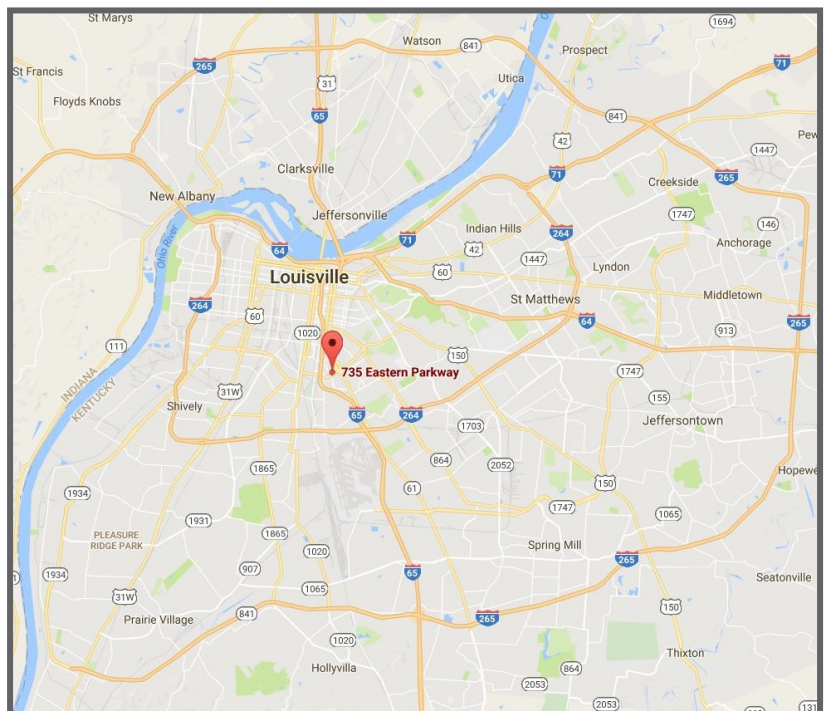 St Marys
1694
Watson
841
Prospect
71
265
St Francis
31
Utica
Floyds Knobs
65
841
42
1447
Clarksville
71
265
Creekside
New Albany
1747
Jeffersonville
146
Ohio River
Indian Hills
264
71
Anchorage
64
42
1447
Lyndon
60
Louisville
St Matthews
Middletown
264
60
64
265
1020
913
111
150
735 Eastern Parkway
1747
INDIANA
KENTUCKY
31W
155
Shively
65
264
Jeffersontown
1703
864
1865
2052
Hopewe
61
150
1934
1747
1065
1931
PLEASURE
RIDGE PARK
1865
1020
Spring Mill
265
907
65
1934
Seatonville
1065
31W
150
841
265
Prairie Village
1020
Thixton
Hollyvilla
864
2053
2053
131